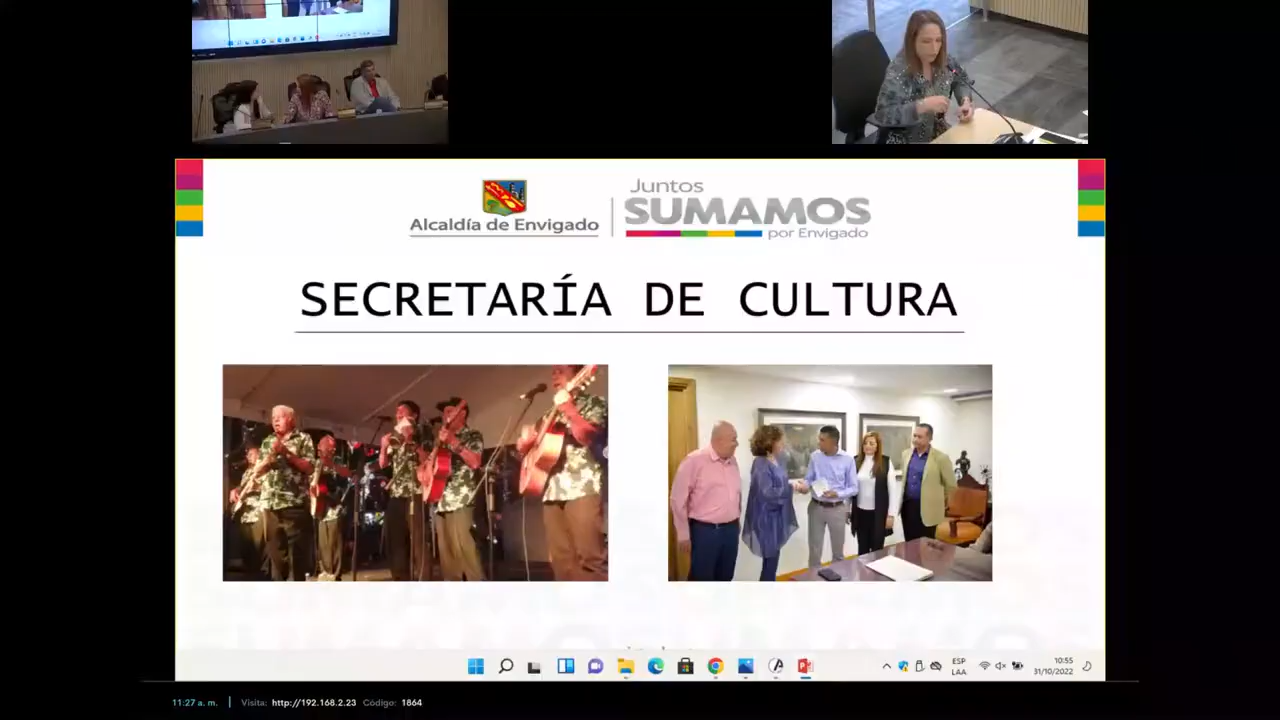 Alcaldía de Envigado
Juntos
SUMAMOS
por Envigado
SECRETARÍA DE CULTURA
ESP
LAA
10:55
31/10/2022
11:27 a. m.
Visita: http://192.168.2.23 Código: 1864